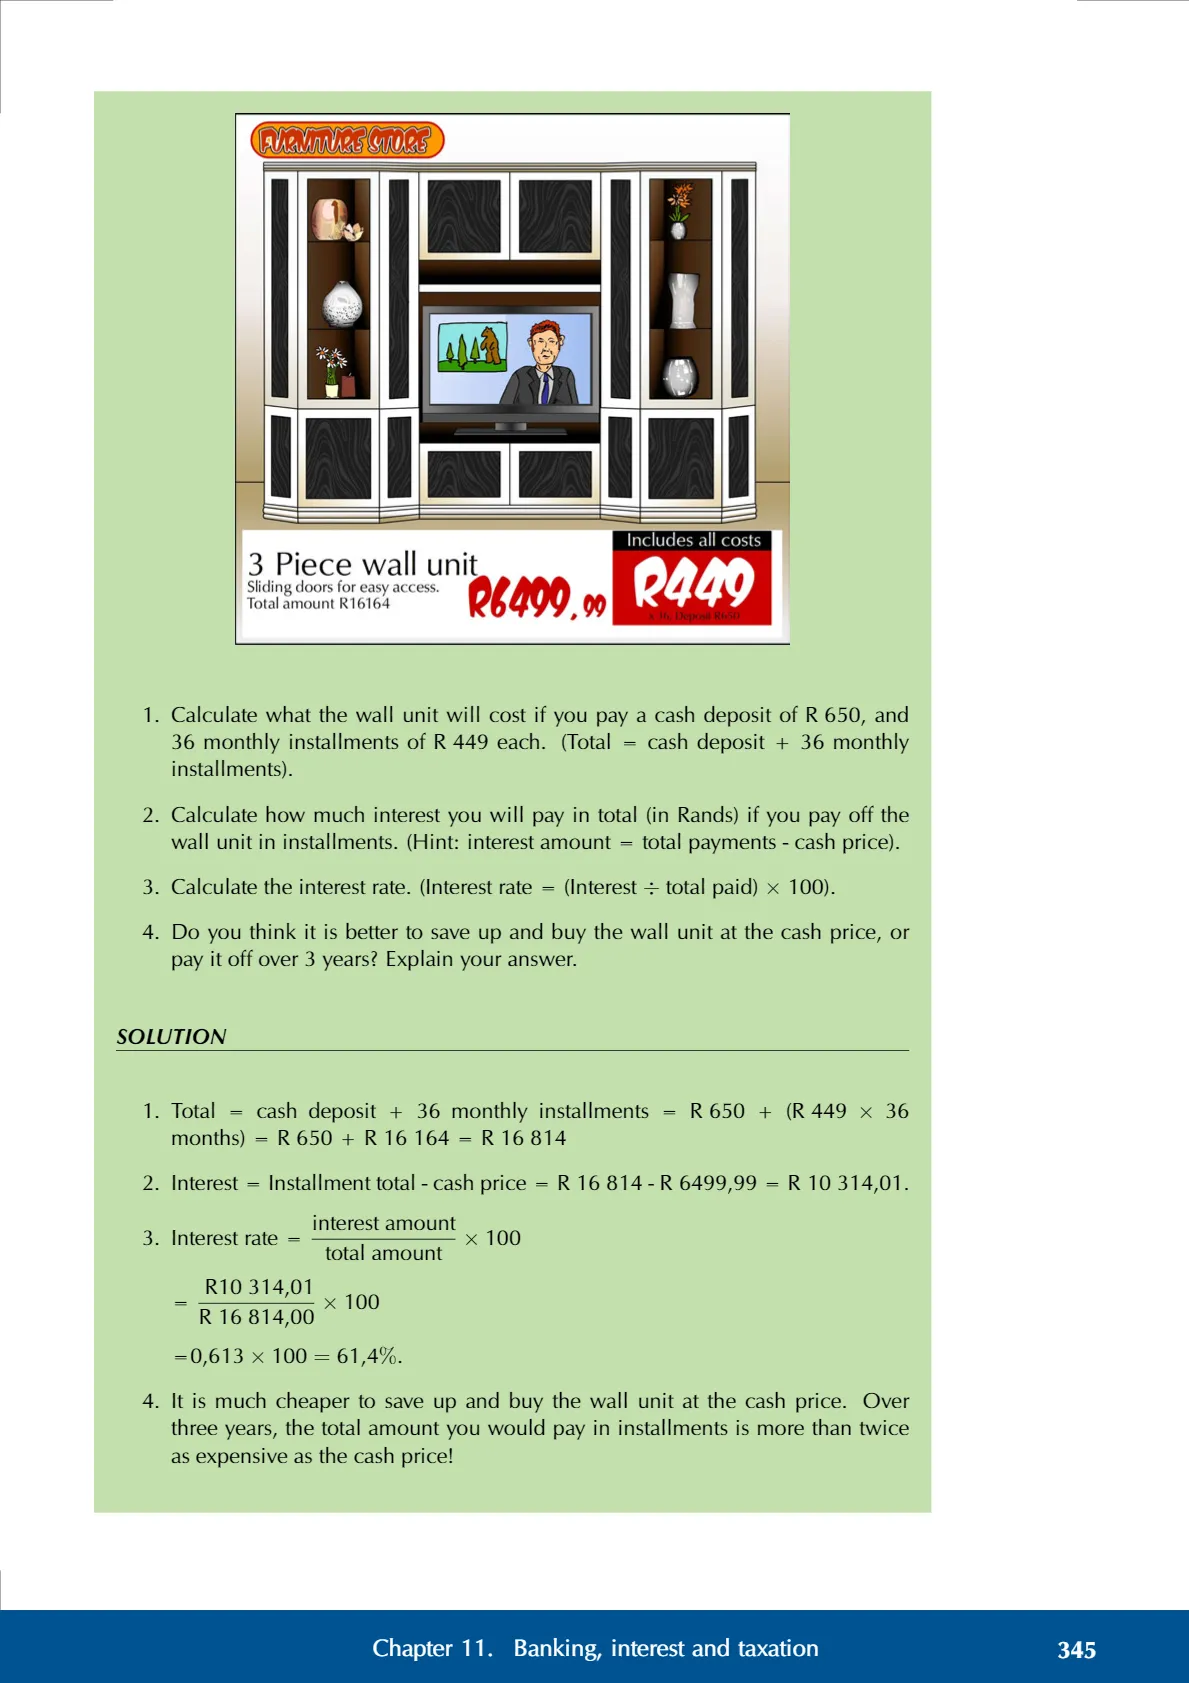 FURNITURE STORE
3 Piece wall unit
Sliding doors for easy access.
Total amount R16164
R6499,99
Includes all costs
R449
x 36. Deposit R650
1. Calculate what the wall unit will cost if you pay a cash deposit of R 650, and
36 monthly installments of R 449 each. (Total = cash deposit + 36 monthly
installments).
2. Calculate how much interest you will pay in total (in Rands) if you pay off the
wall unit in installments. (Hint: interest amount = total payments - cash price).
3. Calculate the interest rate. (Interest rate = (Interest ÷ total paid) × 100).
4. Do you think it is better to save up and buy the wall unit at the cash price, or
pay it off over 3 years? Explain your answer.
SOLUTION
1. Total = cash deposit + 36 monthly installments = R 650 + (R 449 × 36
months) = R 650 + R 16 164 = R 16 814
2. Interest = Installment total - cash price = R 16 814 - R 6499,99 = R 10 314,01.
3. Interest rate = interest amount / total amount × 100
= R10 314,01 / R 16 814,00 × 100
=0,613 × 100 = 61,4%.
4. It is much cheaper to save up and buy the wall unit at the cash price. Over
three years, the total amount you would pay in installments is more than twice
as expensive as the cash price!
Chapter 11. Banking, interest and taxation
345